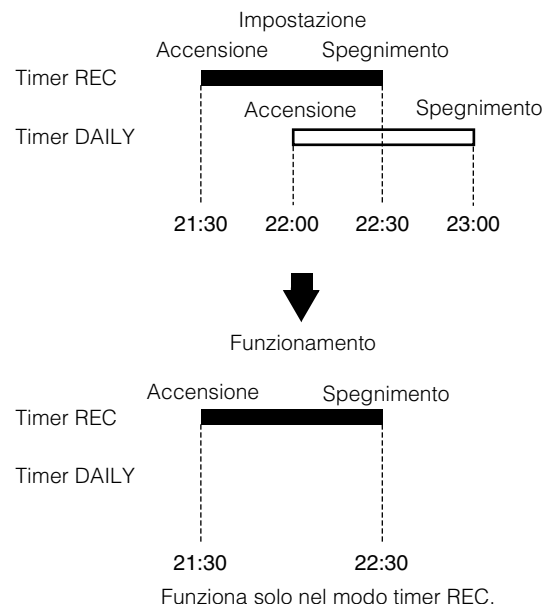 Impostazione
Accensione Spegnimento
Timer REC
Accensione Spegnimento
Timer DAILY
21:30 22:00 22:30 23:00
Funzionamento
Accensione Spegnimento
Timer REC
Timer DAILY
21:30 22:30
Funziona solo nel modo timer REC.